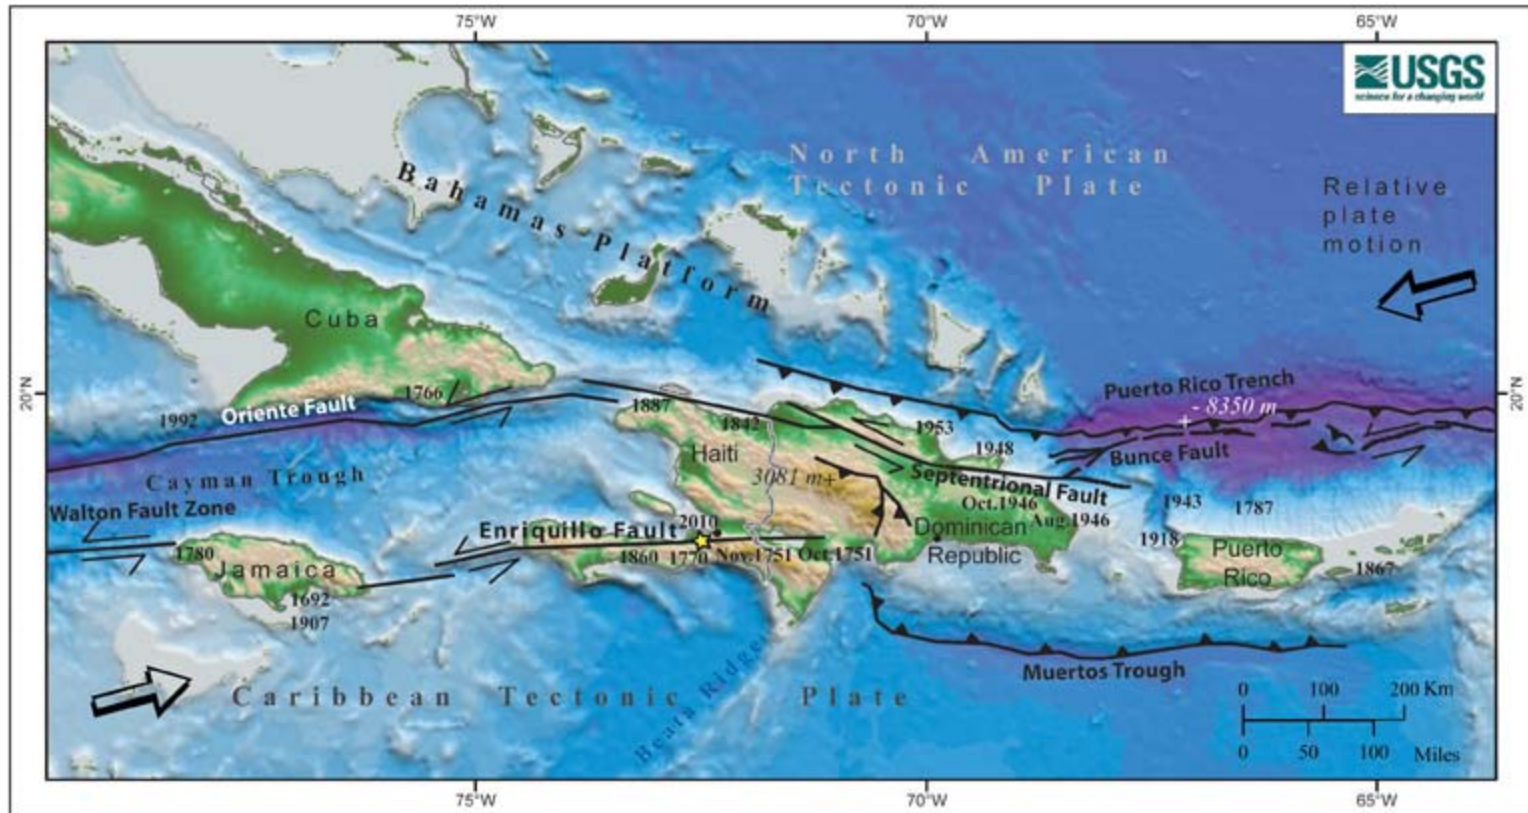 75°W
70°W
65°W
USGS
science for a changing world
North American
Tectonic Plate
Relative
plate
motion
Bahamas Platform
Cuba
20°N
20°N
1766
Puerto Rico Trench
- 8350 m
+
1992
Oriente Fault
1887
1842
1953
Haiti
1948
Bunce Fault
Cayman Trough
3081 m+
Septentrional Fault
Walton Fault Zone
Oct.1946
1943
1787
Enriquillo Fault
2010
Dominican
Republic
Aug.1946
1780
1860
1770
Nov.1751
Oct.1751
1918
Puerto
Rico
1867
Jamaica
1692
1907
Muertos Trough
Caribbean Tectonic Plate
Beata Ridge
0 100 200 Km
0 50 100 Miles
75°W
70°W
65°W